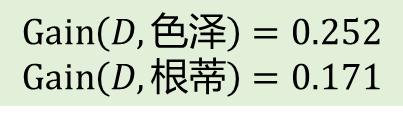 Gain(D,色泽) = 0.252
Gain(D,根蒂) = 0.171